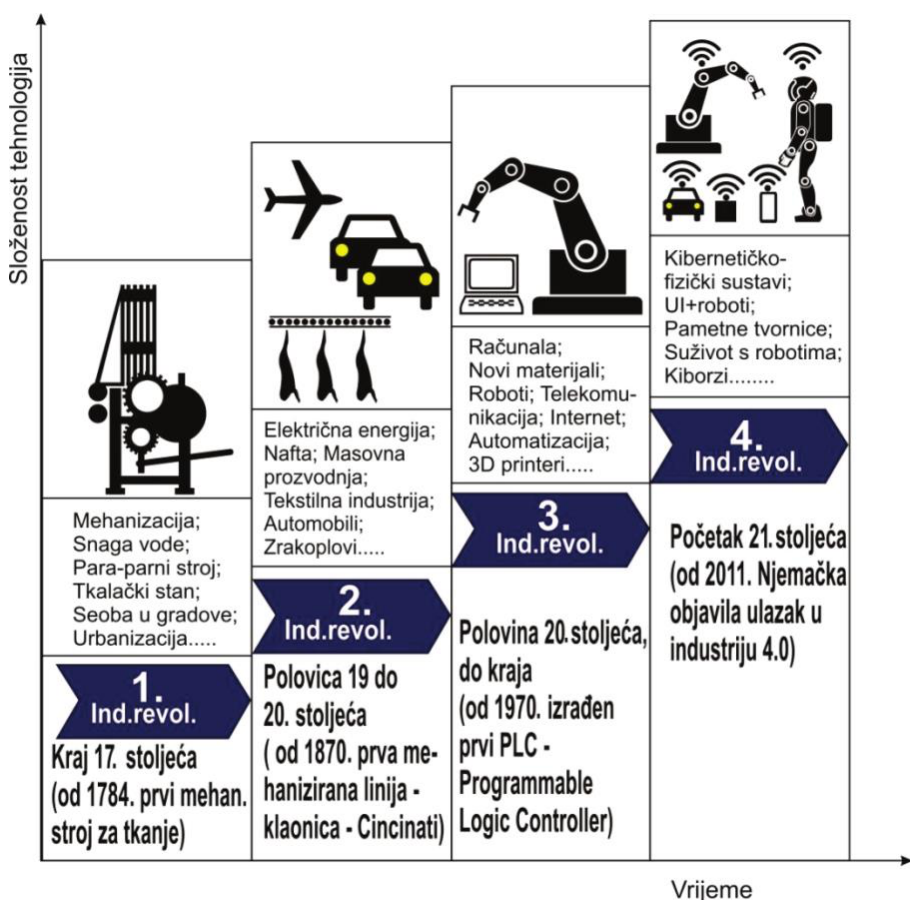 Složenost tehnologija
Mehanizacija;
Snaga vode;
Para-parni stroj;
Tkalački stan;
Seoba u gradove;
Urbanizacija.....
1.
Ind.revol.
Kraj 17. stoljeća
(od 1784. prvi mehan.
stroj za tkanje)
Električna energija;
Nafta; Masovna
prozvodnja;
Tekstilna industrija;
Automobili;
Zrakoplovi.....
2.
Ind.revol.
Polovica 19 do
20. stoljeća
( od 1870. prva me-
hanizirana linija -
klaonica - Cincinati)
Računala;
Novi materijali;
Roboti; Telekomu-
nikacija; Internet;
Automatizacija;
3D printeri.....
3.
Ind.revol.
Polovina 20.stoljeća,
do kraja
(od 1970. izrađen
prvi PLC -
Programmable
Logic Controller)
Kibernetičko-
fizički sustavi;
UI+roboti;
Pametne tvornice;
Suživot s robotima;
Kiborzi........
4.
Ind.revol.
Početak 21.stoljeća
(od 2011. Njemačka
objavila ulazak u
industriju 4.0)
Vrijeme